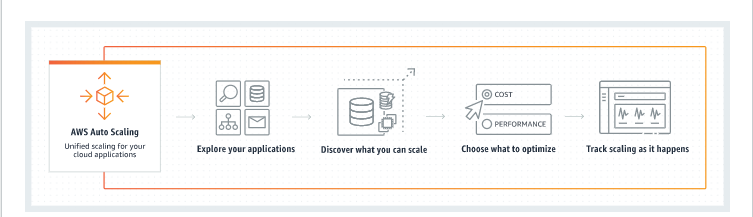 AWS Auto Scaling
Unified scaling for your
cloud applications
Explore your applications
Discover what you can scale
COST
PERFORMANCE
Choose what to optimize
Track scaling as it happens